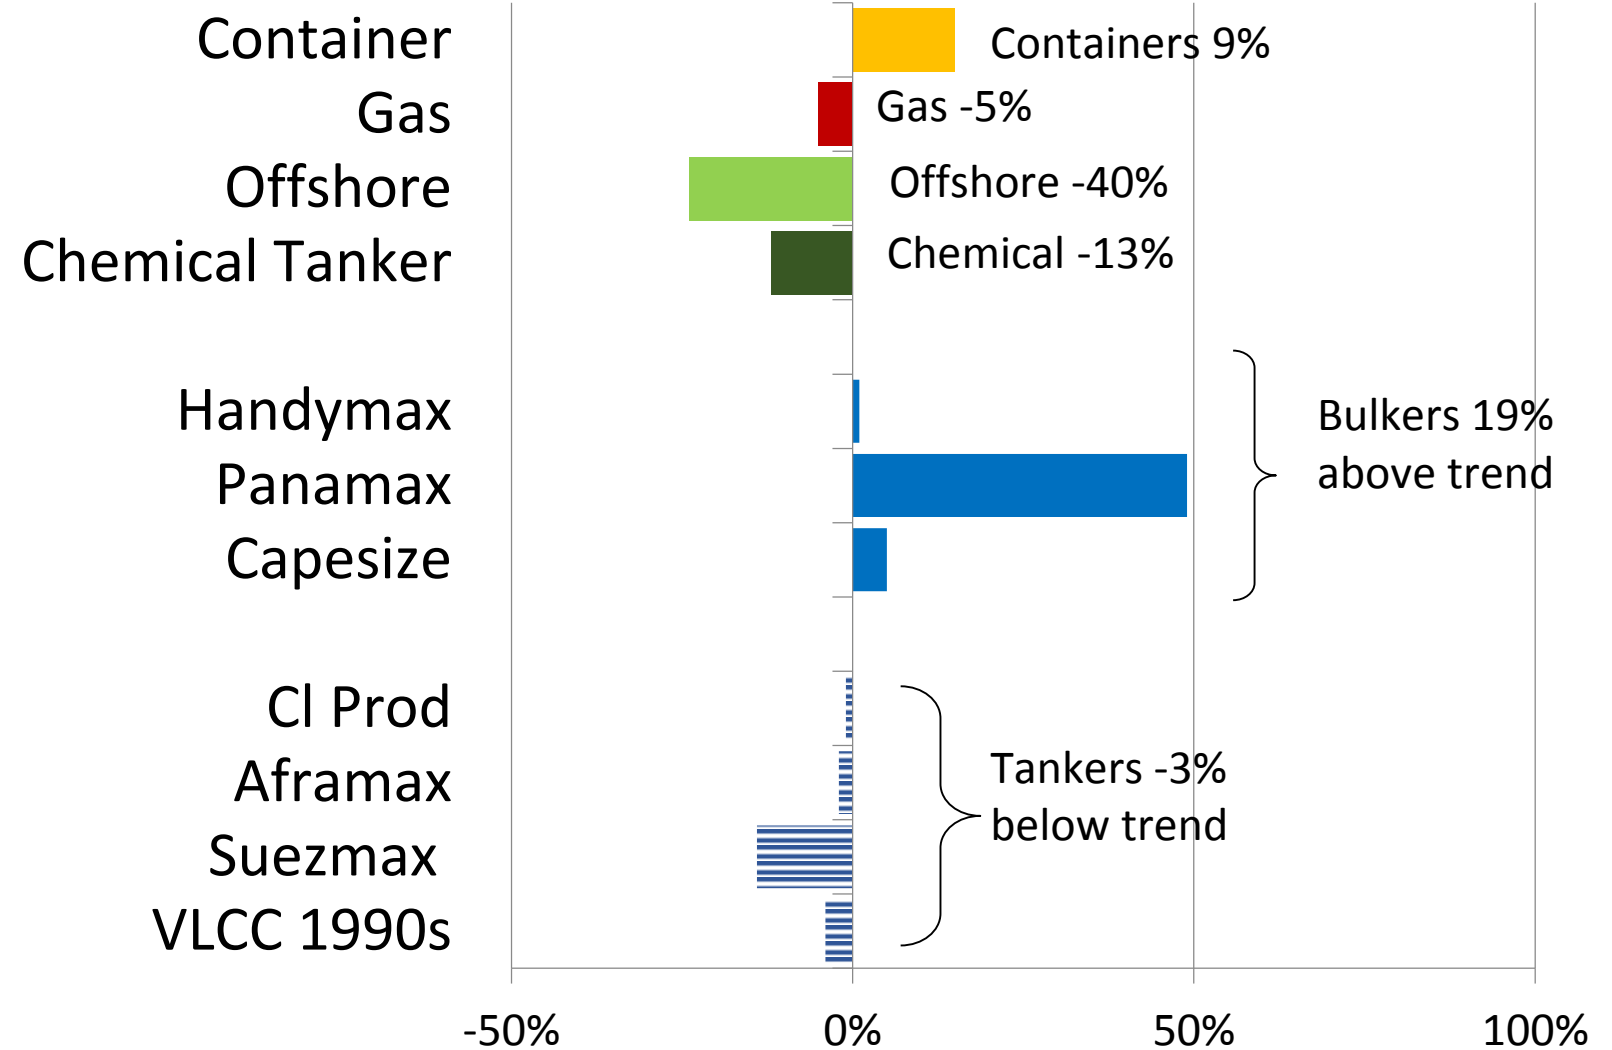 Container
Containers 9%
Gas
Gas -5%
Offshore
Offshore -40%
Chemical Tanker
Chemical -13%
Handymax
Panamax
Capesize
Bulkers 19%
above trend
Cl Prod
Aframax
Suezmax
VLCC 1990s
Tankers -3%
below trend
-50%
0%
50%
100%